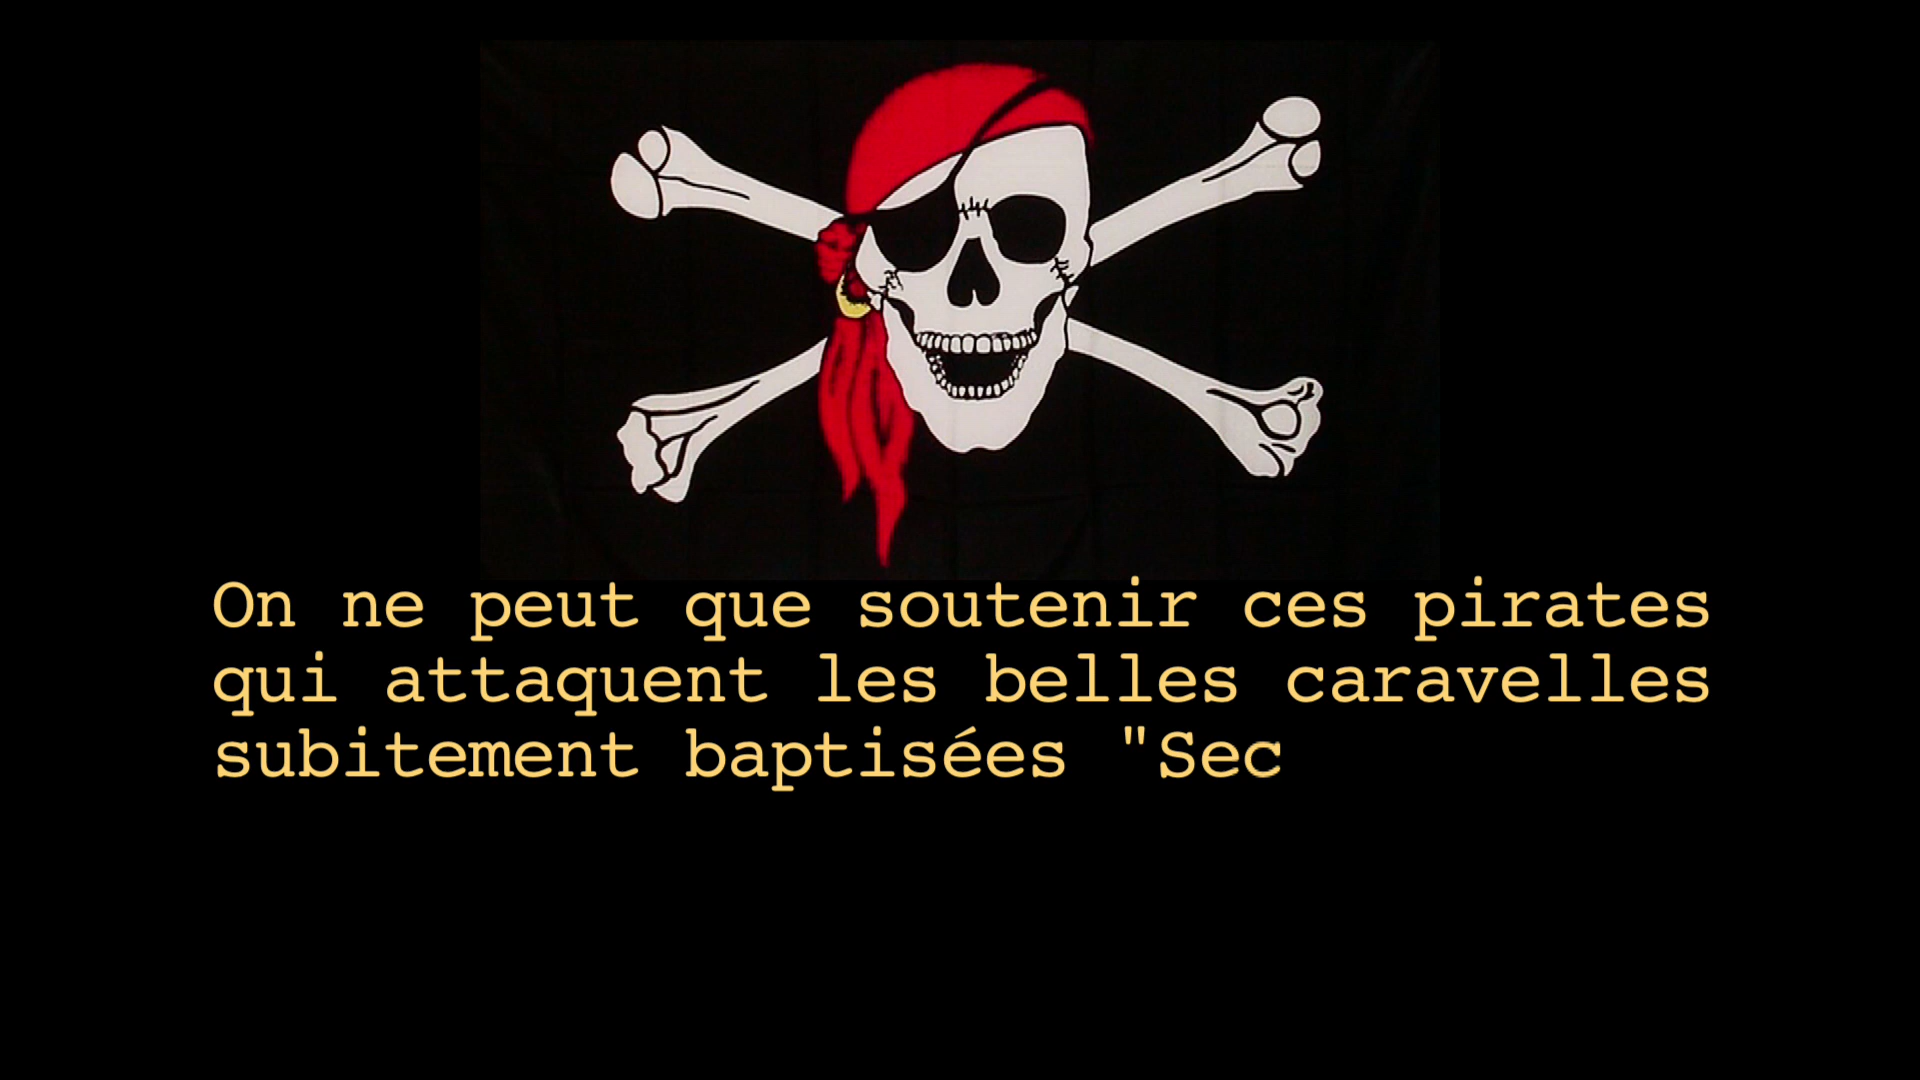 On ne peut que soutenir ces pirates
qui attaquent les belles caravelles
subitement baptisées "Sec